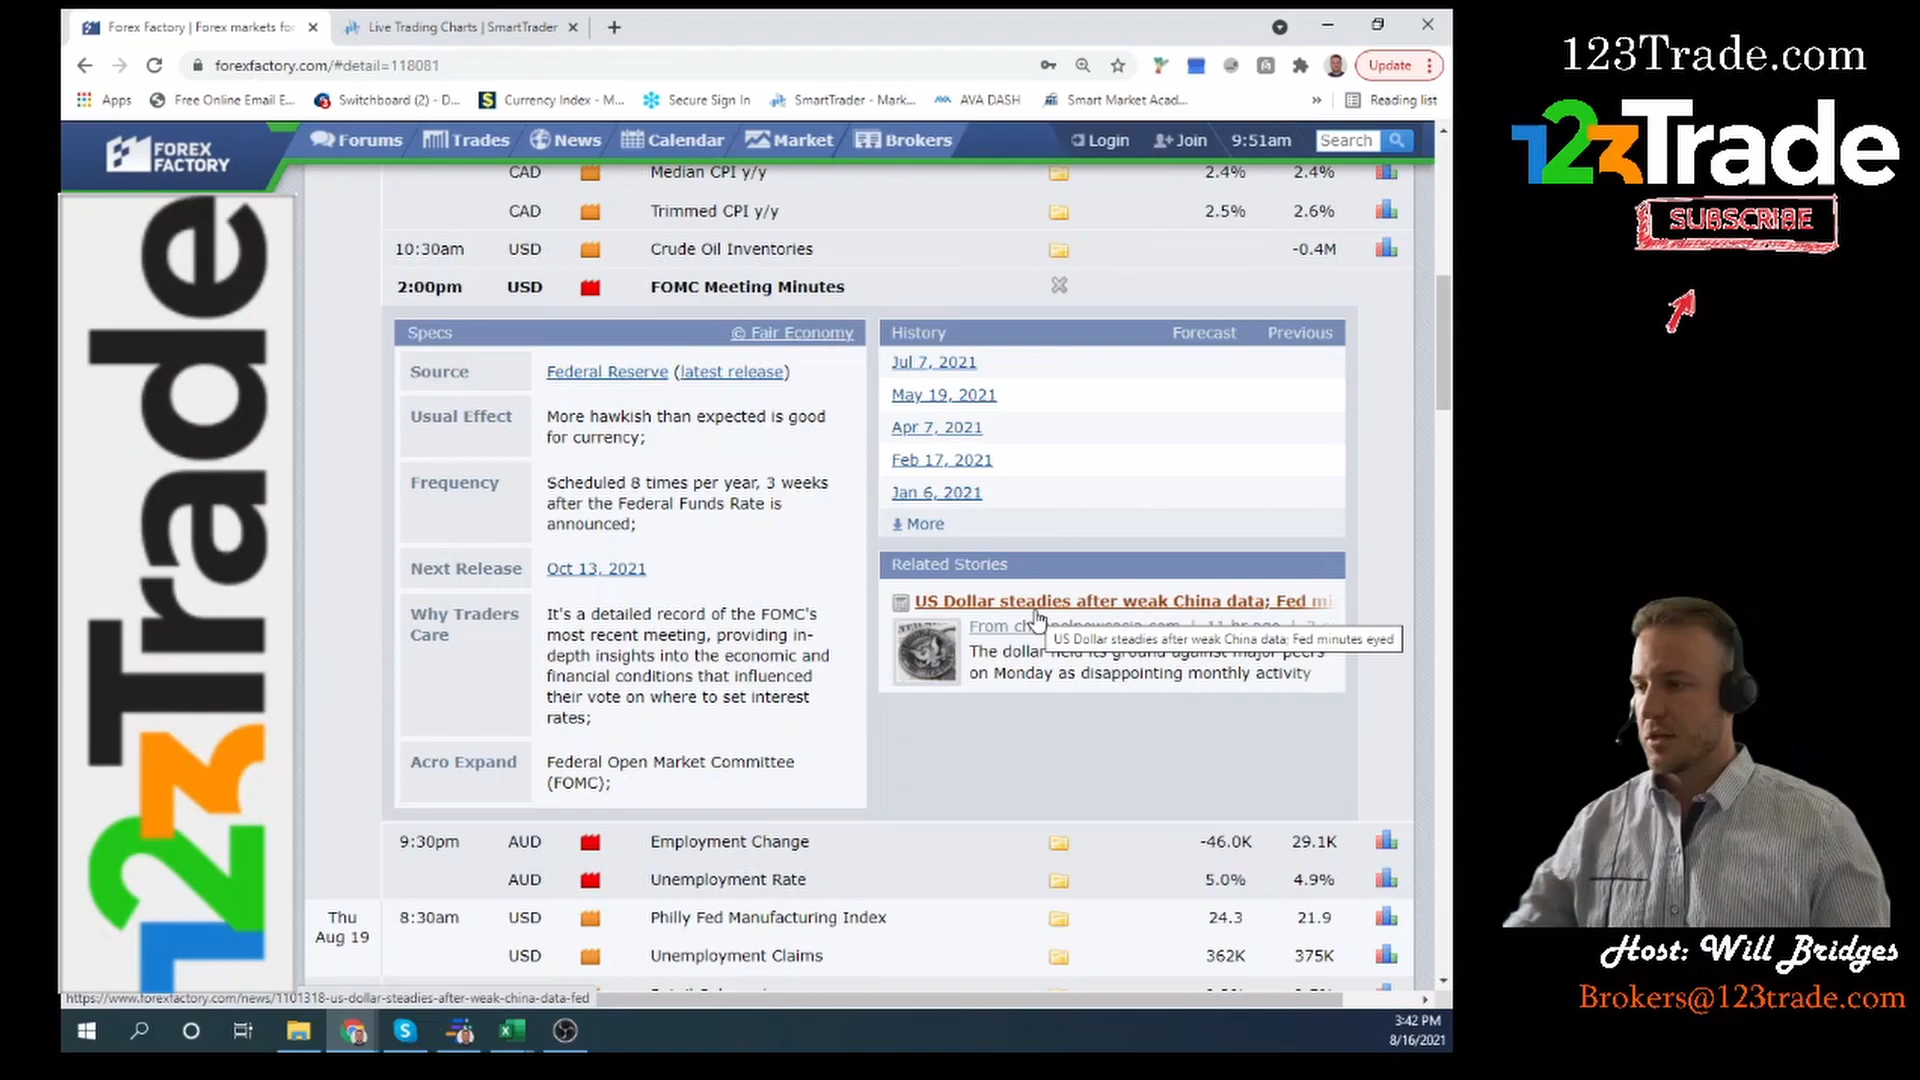 Forex Factory | Forex markets for
Live Trading Charts | SmartTrader
forexfactory.com/#detail=118081
Update
Apps
Free Online Email E...
Switchboard (2) - D...
Currency Index - M...
Secure Sign In
SmartTrader - Mark...
AVA DASH
Smart Market Acad...
»
Reading list
FOREX
FACTORY
Forums
Trades
News
Calendar
Market
Brokers
Login
Join
9:51am
Search
CAD Median CPI y/y 2.4% 2.4%
CAD Trimmed CPI y/y 2.5% 2.6%
10:30am USD Crude Oil Inventories -0.4M
2:00pm USD FOMC Meeting Minutes
Specs © Fair Economy
Source Federal Reserve (latest release)
Usual Effect More hawkish than expected is good
for currency;
Frequency Scheduled 8 times per year, 3 weeks
after the Federal Funds Rate is
announced;
Next Release Oct 13, 2021
Why Traders
Care
It's a detailed record of the FOMC's
most recent meeting, providing in-
depth insights into the economic and
financial conditions that influenced
their vote on where to set interest
rates;
Acro Expand Federal Open Market Committee
(FOMC);
History Forecast Previous
Jul 7, 2021
May 19, 2021
Apr 7, 2021
Feb 17, 2021
Jan 6, 2021
More
Related Stories
US Dollar steadies after weak China data; Fed mi
From
US Dollar steadies after weak China data; Fed minutes eyed
The dollar held its ground against major peers
on Monday as disappointing monthly activity
9:30pm AUD Employment Change -46.0K 29.1K
AUD Unemployment Rate 5.0% 4.9%
Thu
Aug 19
8:30am USD Philly Fed Manufacturing Index 24.3 21.9
USD Unemployment Claims 362K 375K
https://www.forexfactory.com/news/1101318-us-dollar-steadies-after-weak-china-data-fed
3:42 PM
8/16/2021
123Trade
123Trade.com
123Trade
SUBSCRIBE
Host: Will Bridges
Brokers@123trade.com